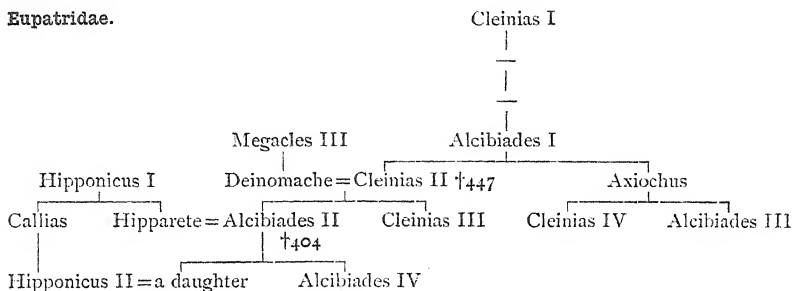 Eupatridae. Cleinias I
Megacles III Alcibiades I
Hipponicus I Deinomache = Cleinias II †447 Axiochus
Callias Hipparete = Alcibiades II Cleinias III Cleinias IV Alcibiades III
†404
Hipponicus II = a daughter Alcibiades IV